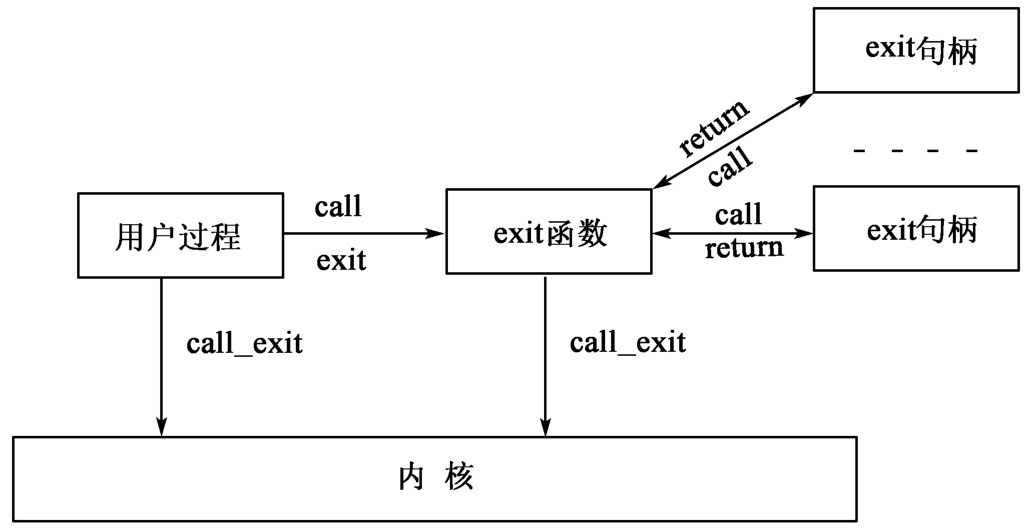 exit句柄
return
call
用户过程
call
exit
exit函数
call
return
exit句柄
call_exit
call_exit
内 核